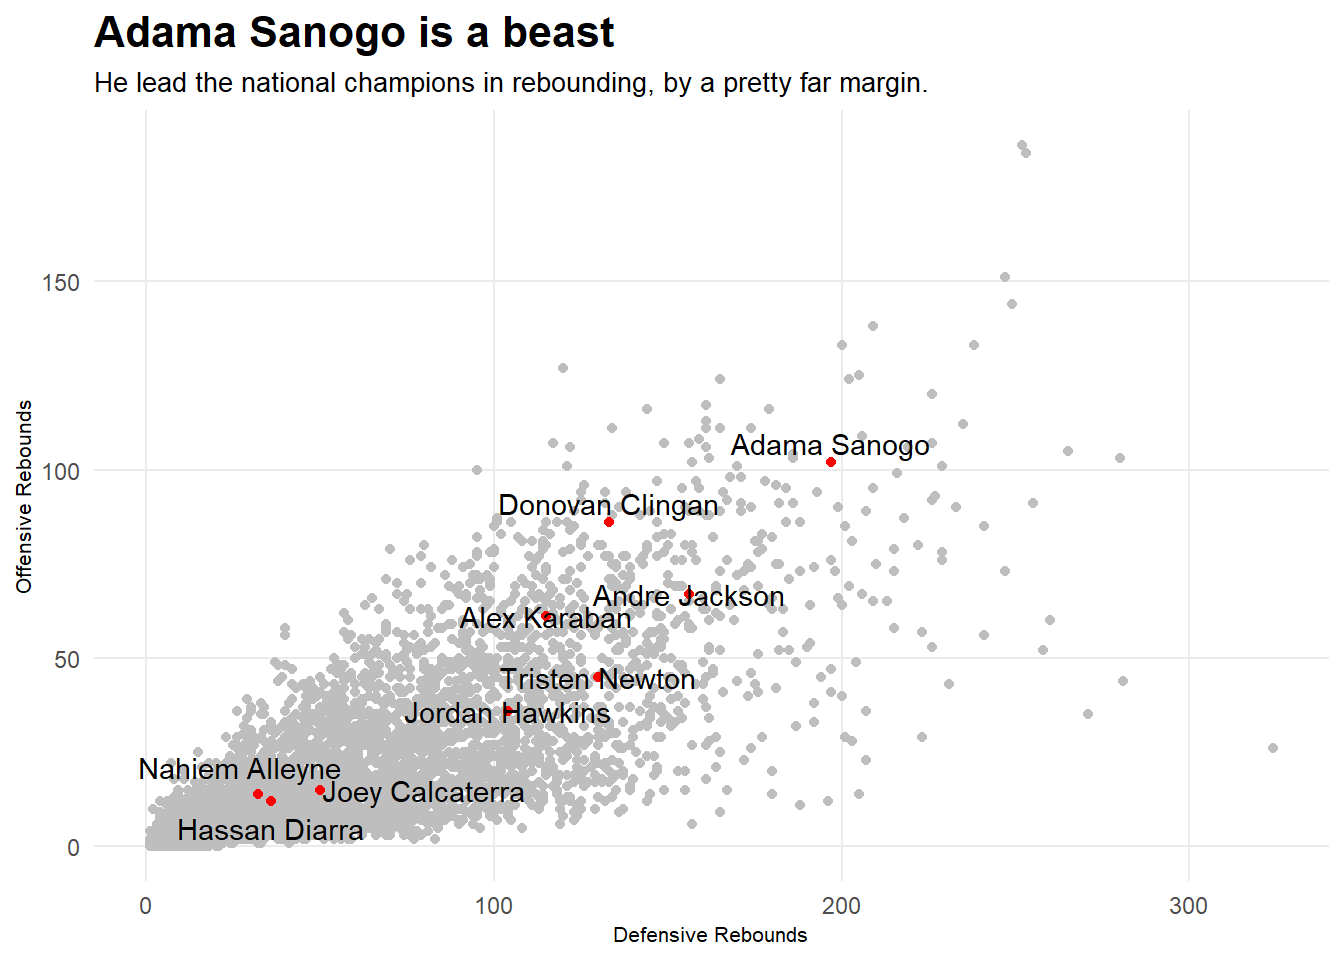 Adama Sanogo is a beast
He lead the national champions in rebounding, by a pretty far margin.
Offensive Rebounds
150
100
50
0
Adama Sanogo
Donovan Clingan
Andre Jackson
Alex Karaban
Tristen Newton
Jordan Hawkins
Nahiem Alleyne
Joey Calcaterra
Hassan Diarra
0 100 200 300
Defensive Rebounds